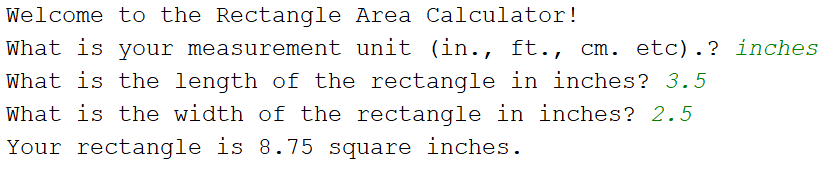 Welcome to the Rectangle Area Calculator!
What is your measurement unit (in., ft., cm. etc).? inches
What is the length of the rectangle in inches? 3.5
What is the width of the rectangle in inches? 2.5
Your rectangle is 8.75 square inches.